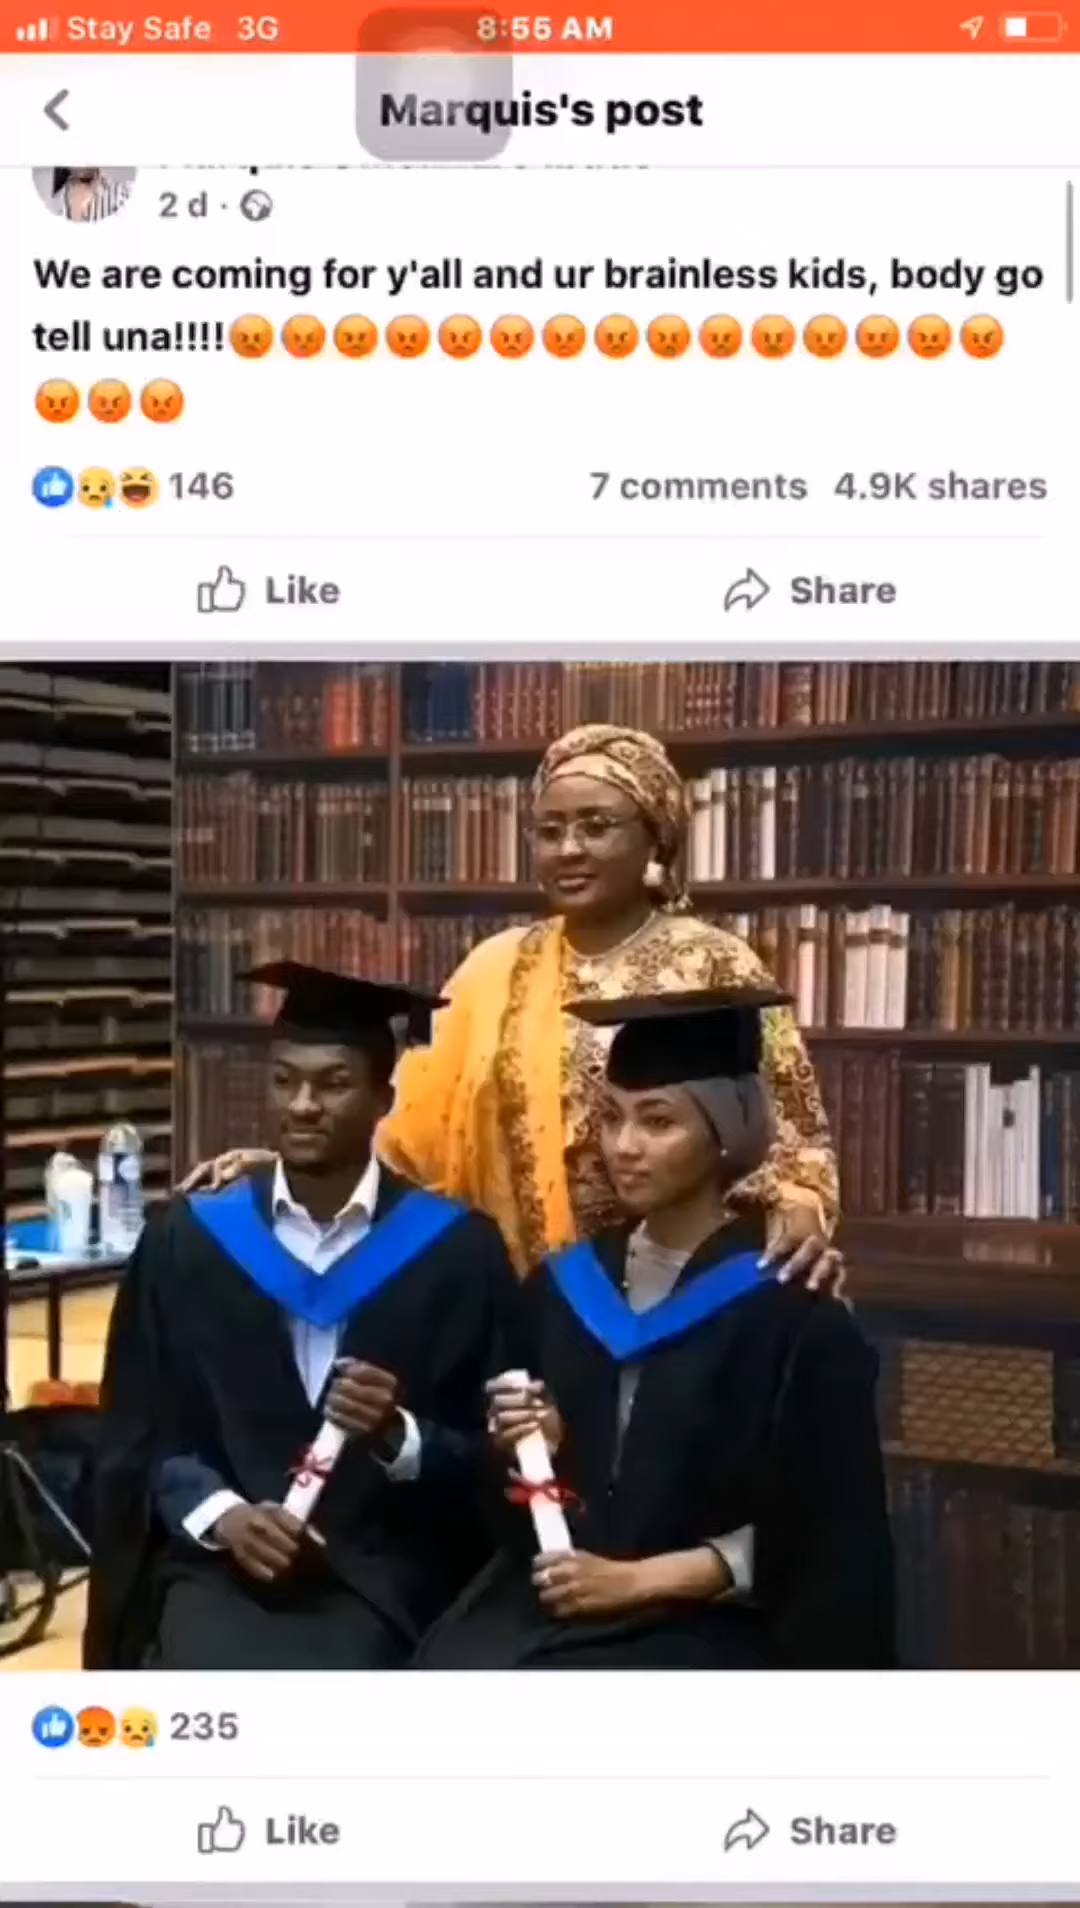 Stay Safe 3G 8:55 AM
Marquis's post
2 d ·
We are coming for y'all and ur brainless kids, body go
tell una!!!!😡😡😡😡😡😡😡😡😡😡😡😡😡😡😡
😡😡😡
146 7 comments 4.9K shares
Like Share
235
Like Share